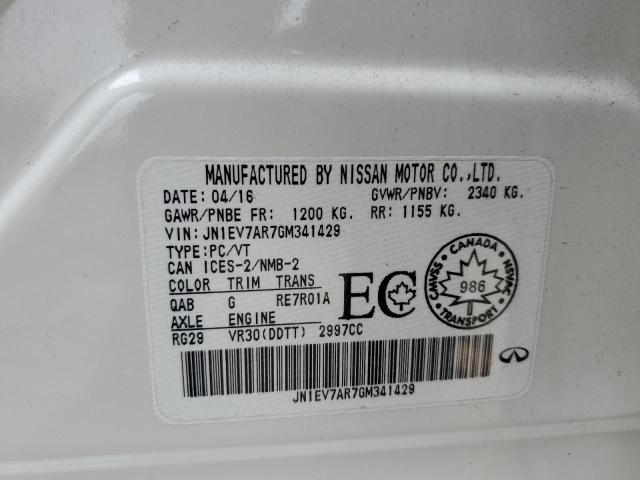 MANUFACTURED BY NISSAN MOTOR CO.,LTD.
DATE: 04/16 GVWR/PNBV: 2340 KG.
GAWR/PNBE FR: 1200 KG. RR: 1155 KG.
VIN: JN1EV7AR7GM341429
TYPE:PC/VT
CAN ICES-2/NMB-2
COLOR TRIM TRANS
QAB G RE7R01A
AXLE ENGINE
RG29 VR30(DDTT) 2997CC
EC
CANADA
CMVSS NSVAC
986
TRANSPORT
JN1EV7AR7GM341429